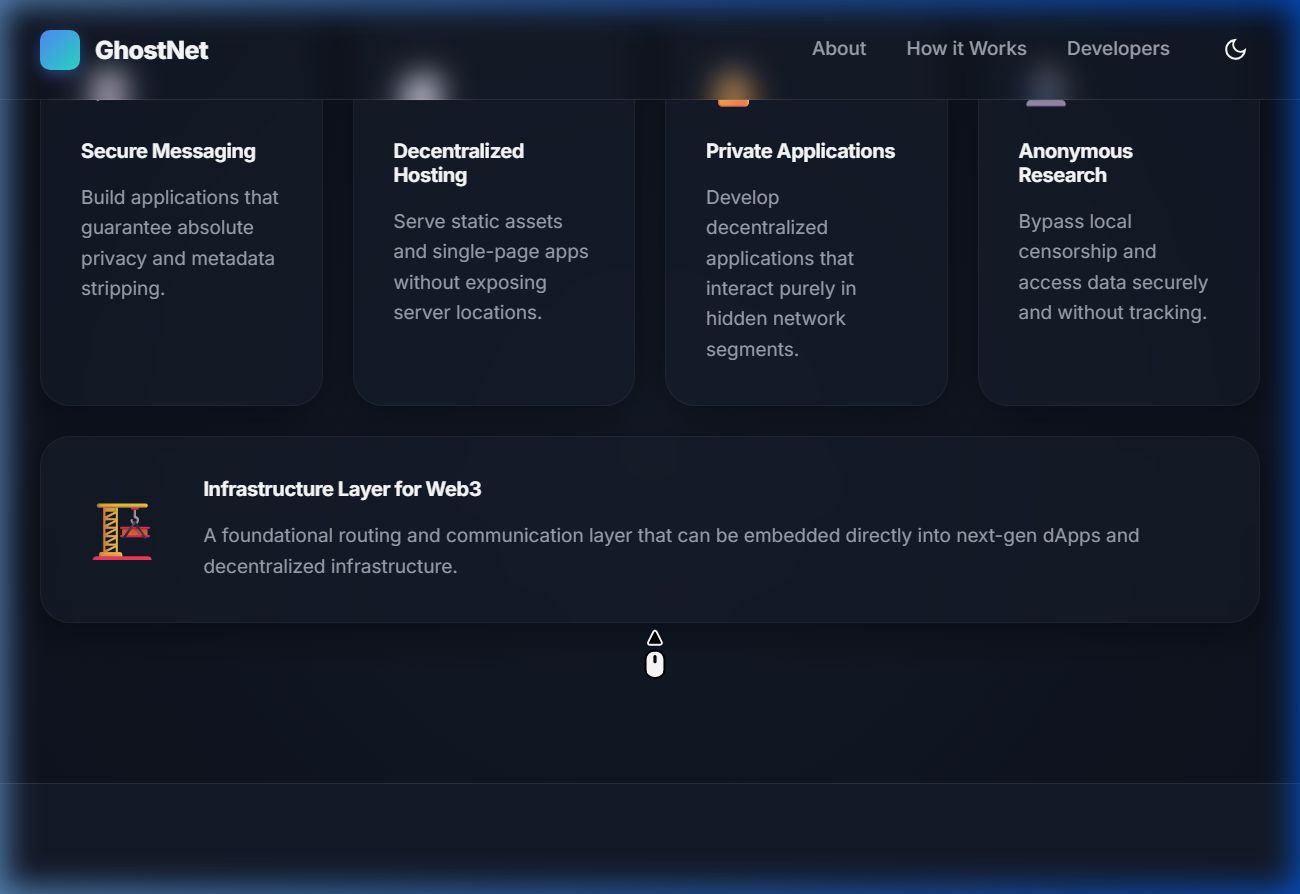 GhostNet
About
How it Works
Developers
Secure Messaging
Build applications that
guarantee absolute
privacy and metadata
stripping.
Decentralized
Hosting
Serve static assets
and single-page apps
without exposing
server locations.
Private Applications
Develop
decentralized
applications that
interact purely in
hidden network
segments.
Anonymous
Research
Bypass local
censorship and
access data securely
and without tracking.
Infrastructure Layer for Web3
A foundational routing and communication layer that can be embedded directly into next-gen dApps and
decentralized infrastructure.